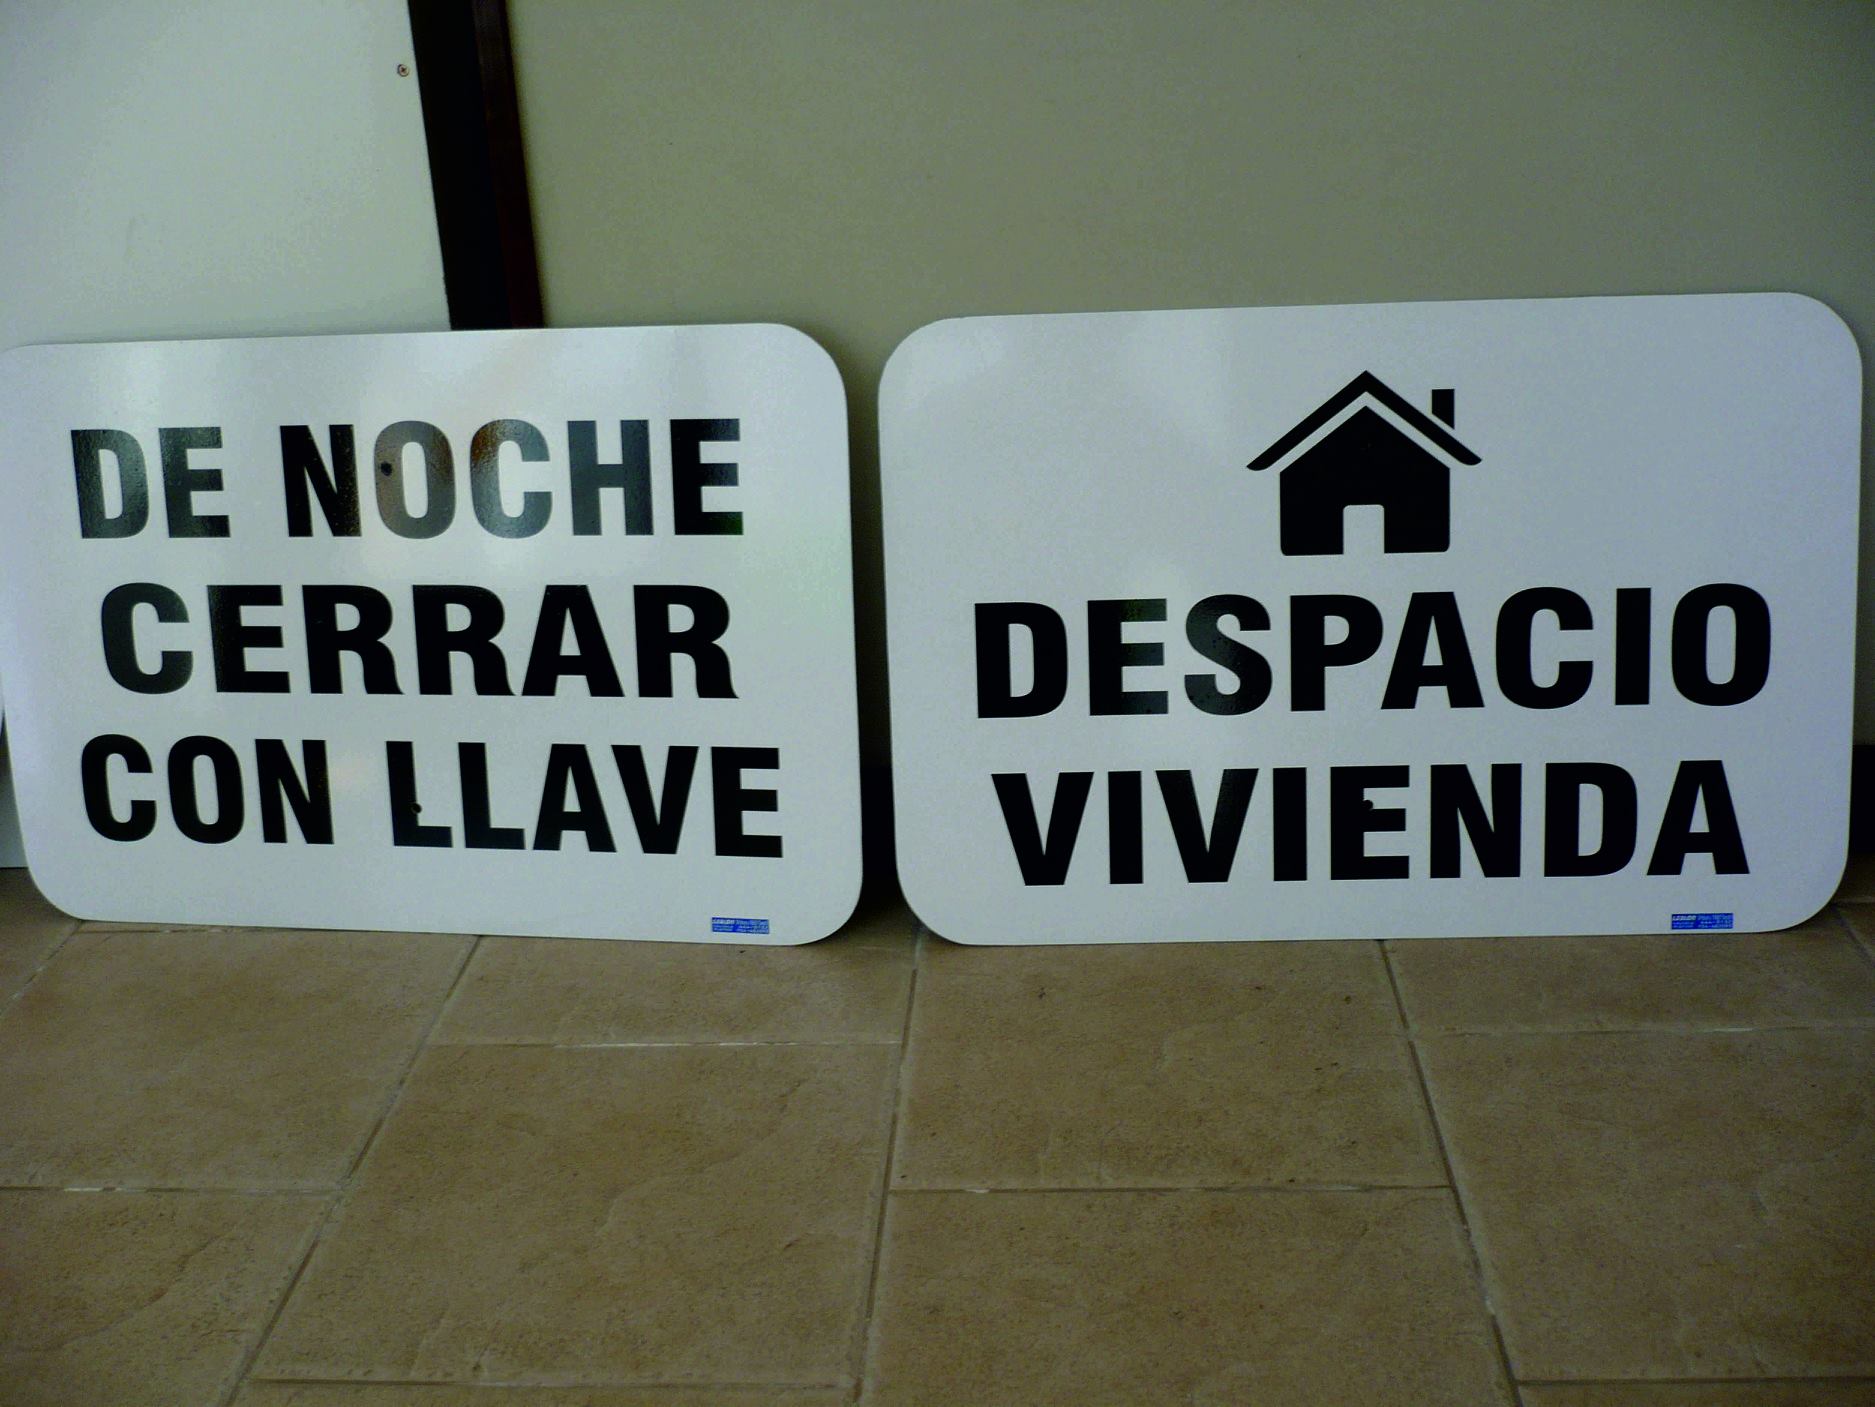 DE NOCHE
CERRAR
CON LLAVE
DESPACIO
VIVIENDA